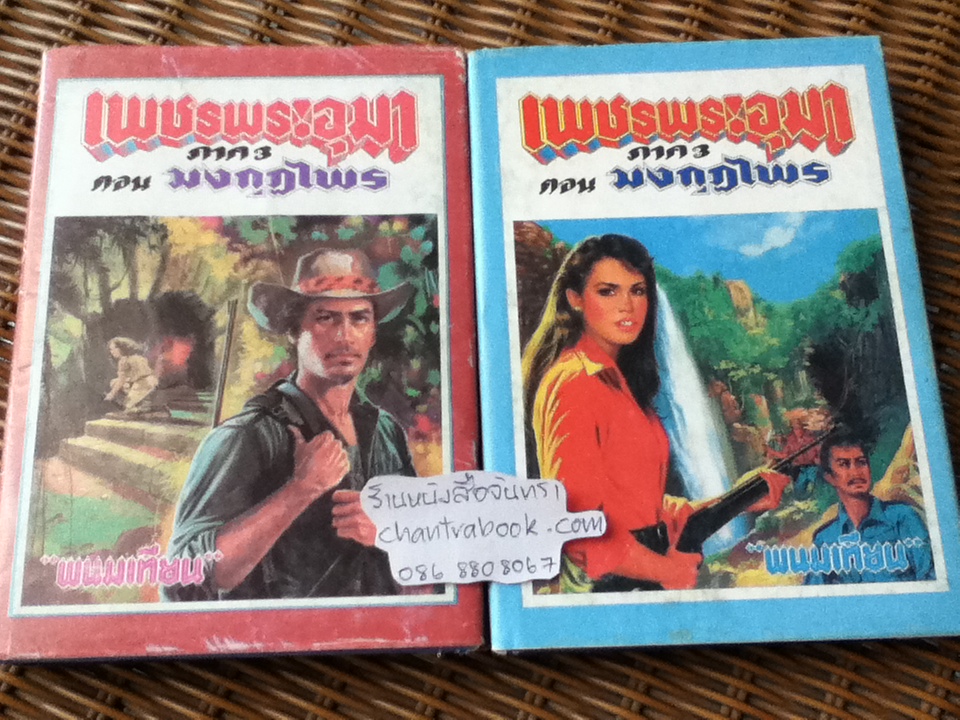 เพชรพระอุมา
ภาค ๓
ตอน มงกุฎไพร
"พนมเทียน"
เพชรพระอุมา
ภาค ๓
ตอน มงกุฎไพร
"พนมเทียน"
ร้านหนังสือจันทรา
chantrabook.com
086 8808067